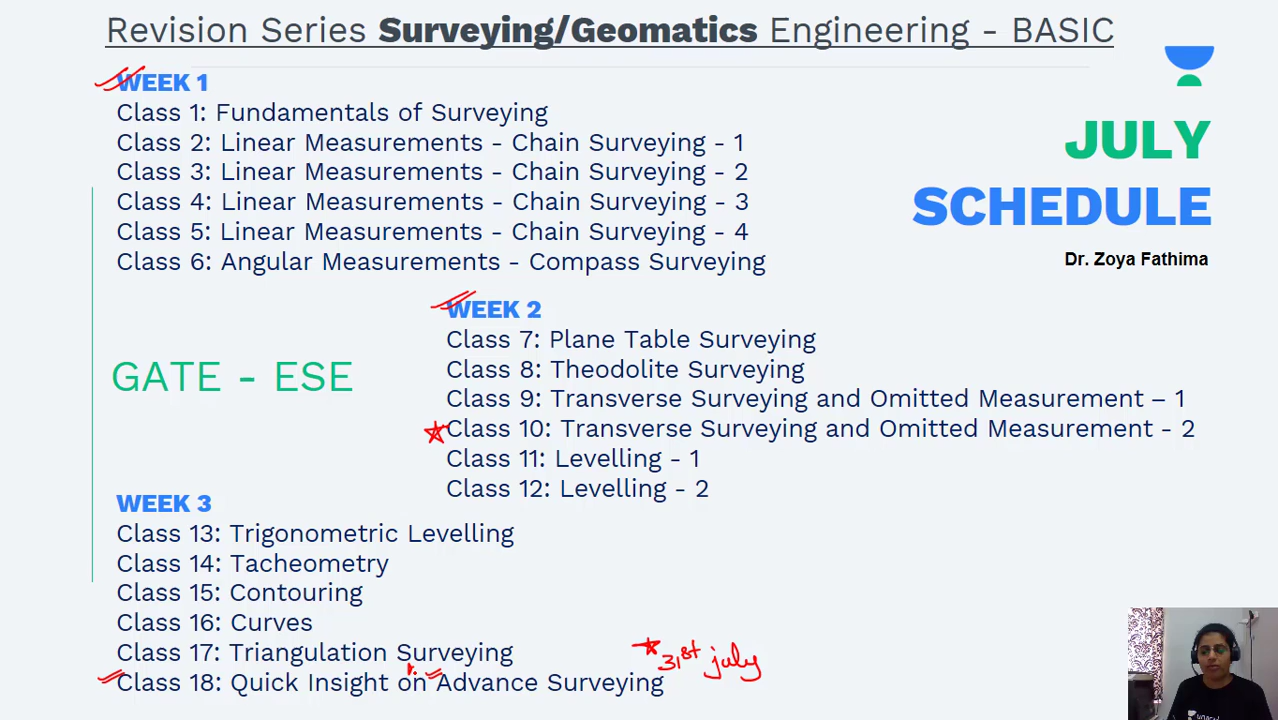 Revision Series Surveying/Geomatics Engineering - BASIC
WEEK 1
Class 1: Fundamentals of Surveying
Class 2: Linear Measurements - Chain Surveying - 1
Class 3: Linear Measurements - Chain Surveying - 2
Class 4: Linear Measurements - Chain Surveying - 3
Class 5: Linear Measurements - Chain Surveying - 4
Class 6: Angular Measurements - Compass Surveying
JULY
SCHEDULE
Dr. Zoya Fathima
WEEK 2
Class 7: Plane Table Surveying
Class 8: Theodolite Surveying
Class 9: Transverse Surveying and Omitted Measurement – 1
Class 10: Transverse Surveying and Omitted Measurement - 2
Class 11: Levelling - 1
Class 12: Levelling - 2
GATE - ESE
WEEK 3
Class 13: Trigonometric Levelling
Class 14: Tacheometry
Class 15: Contouring
Class 16: Curves
Class 17: Triangulation Surveying
Class 18: Quick Insight on Advance Surveying
31st july